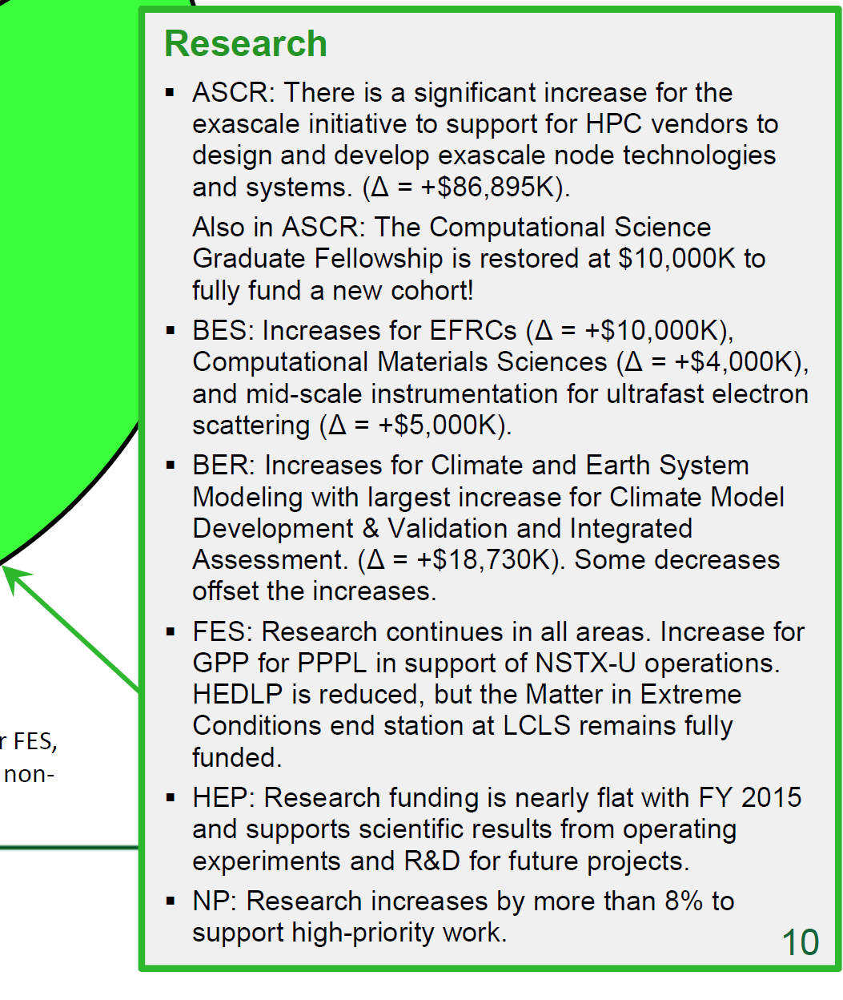 Research
▪ ASCR: There is a significant increase for the
exascale initiative to support for HPC vendors to
design and develop exascale node technologies
and systems. (Δ = +$86,895K).
Also in ASCR: The Computational Science
Graduate Fellowship is restored at $10,000K to
fully fund a new cohort!
▪ BES: Increases for EFRCs (Δ = +$10,000K),
Computational Materials Sciences (Δ = +$4,000K),
and mid-scale instrumentation for ultrafast electron
scattering (Δ = +$5,000K).
▪ BER: Increases for Climate and Earth System
Modeling with largest increase for Climate Model
Development & Validation and Integrated
Assessment. (Δ = +$18,730K). Some decreases
offset the increases.
▪ FES: Research continues in all areas. Increase for
GPP for PPPL in support of NSTX-U operations.
HEDLP is reduced, but the Matter in Extreme
Conditions end station at LCLS remains fully
funded.
▪ HEP: Research funding is nearly flat with FY 2015
and supports scientific results from operating
experiments and R&D for future projects.
▪ NP: Research increases by more than 8% to
support high-priority work.
10
r FES,
non-